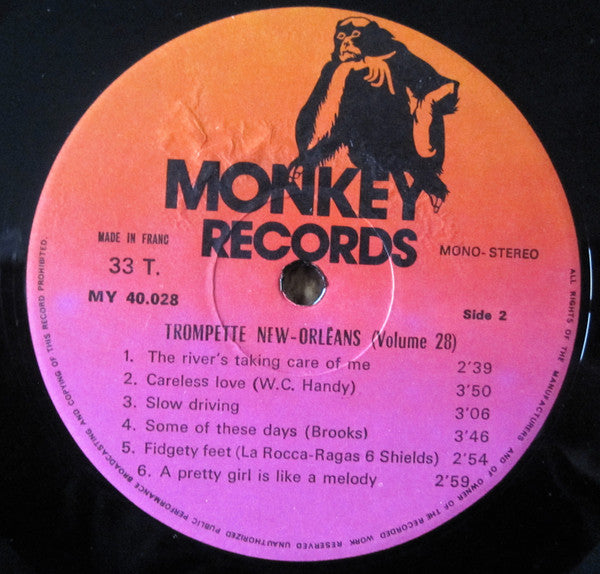 MONKEY
RECORDS
MADE IN FRANC
33 T.
MY 40.028
MONO-STEREO
Side 2
TROMPETTE NEW-ORLÉANS (Volume 28)
1. The river's taking care of me 2'39
2. Careless love (W.C. Handy) 3'50
3. Slow driving 3'06
4. Some of these days (Brooks) 3'46
5. Fidgety feet (La Rocca-Ragas 6 Shields) 2'54
6. A pretty girl is like a melody 2'59
ALL RIGHTS OF THE MANUFACTURERS AND OF OWNER OF THE RECORDED WORK RESERVED UNAUTHORIZED PUBLIC PERFORMANCE BROADCASTING AND COPYING OF THIS RECORD PROHIBITED.